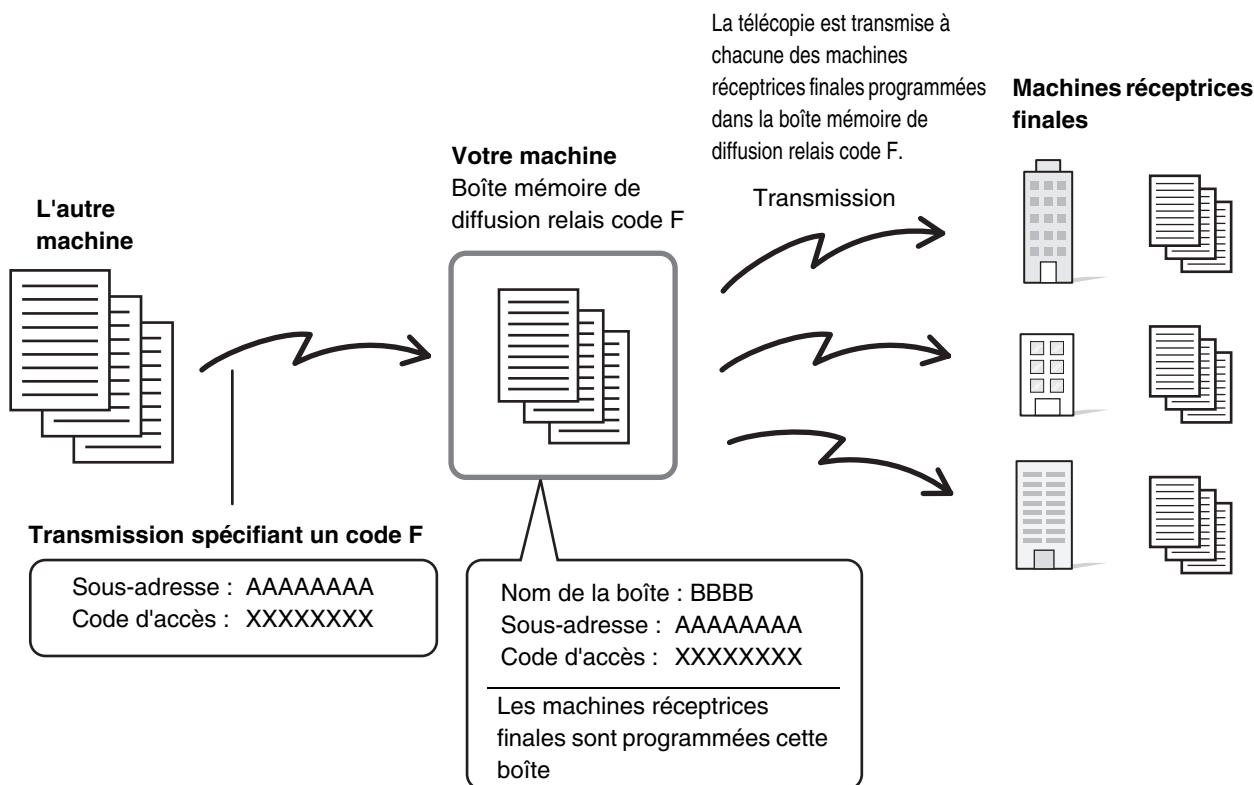 La télécopie est transmise à
chacune des machines
réceptrices finales programmées
dans la boîte mémoire de
diffusion relais code F.
Machines réceptrices
finales
Votre machine
Boîte mémoire de
diffusion relais code F
Transmission
L'autre
machine
Transmission spécifiant un code F
Sous-adresse : AAAAAAAA
Code d'accès : XXXXXXXX
Nom de la boîte : BBBB
Sous-adresse : AAAAAAAA
Code d'accès : XXXXXXXX
Les machines réceptrices
finales sont programmées cette
boîte